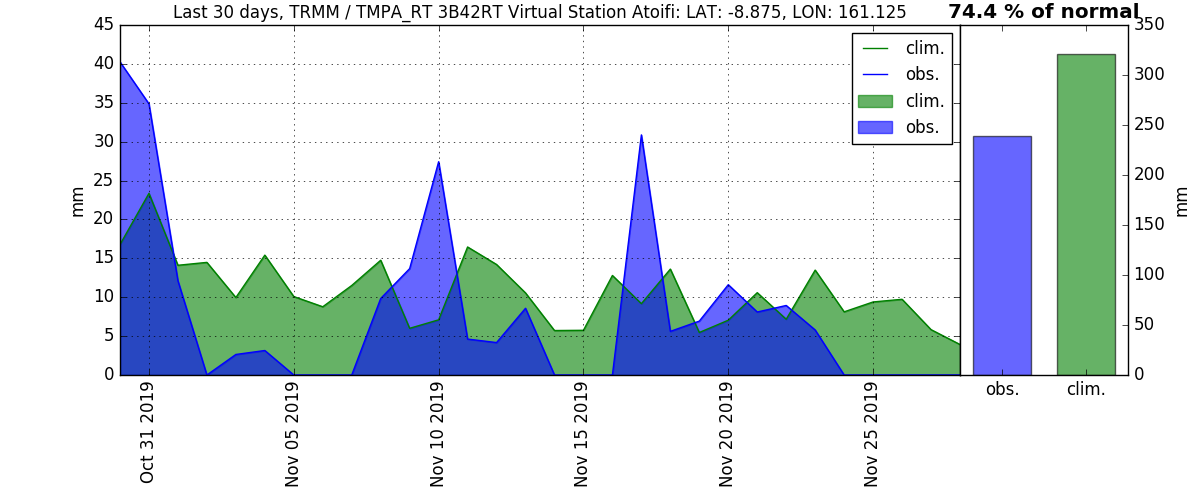 Last 30 days, TRMM / TMPA_RT 3B42RT Virtual Station Atoifi: LAT: -8.875, LON: 161.125
74.4 % of normal
45
40
35
30
25
20
15
10
5
0
mm
clim.
obs.
clim.
obs.
Oct 31 2019
Nov 05 2019
Nov 10 2019
Nov 15 2019
Nov 20 2019
Nov 25 2019
350
300
250
200
150
100
50
0
mm
obs.
clim.